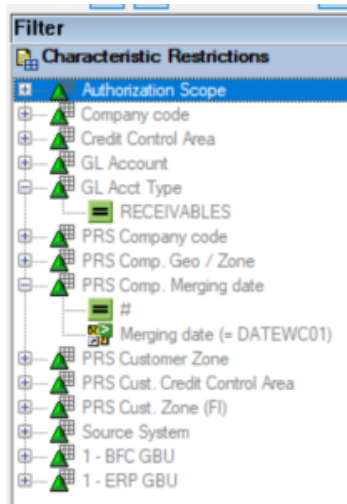 Filter
Characteristic Restrictions
Authorization Scope
Company code
Credit Control Area
GL Account
GL Acct Type
RECEIVABLES
PRS Company code
PRS Comp. Geo / Zone
PRS Comp. Merging date
#
Merging date (= DATEWC01)
PRS Customer Zone
PRS Cust. Credit Control Area
PRS Cust. Zone (FI)
Source System
1 - BFC GBU
1 - ERP GBU